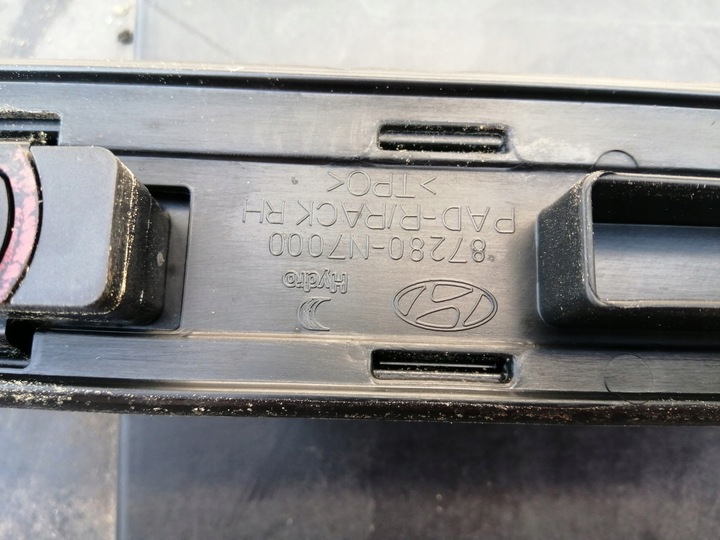 Hydro
87280-N7000
PAD-R/RACK RH
>TPO<